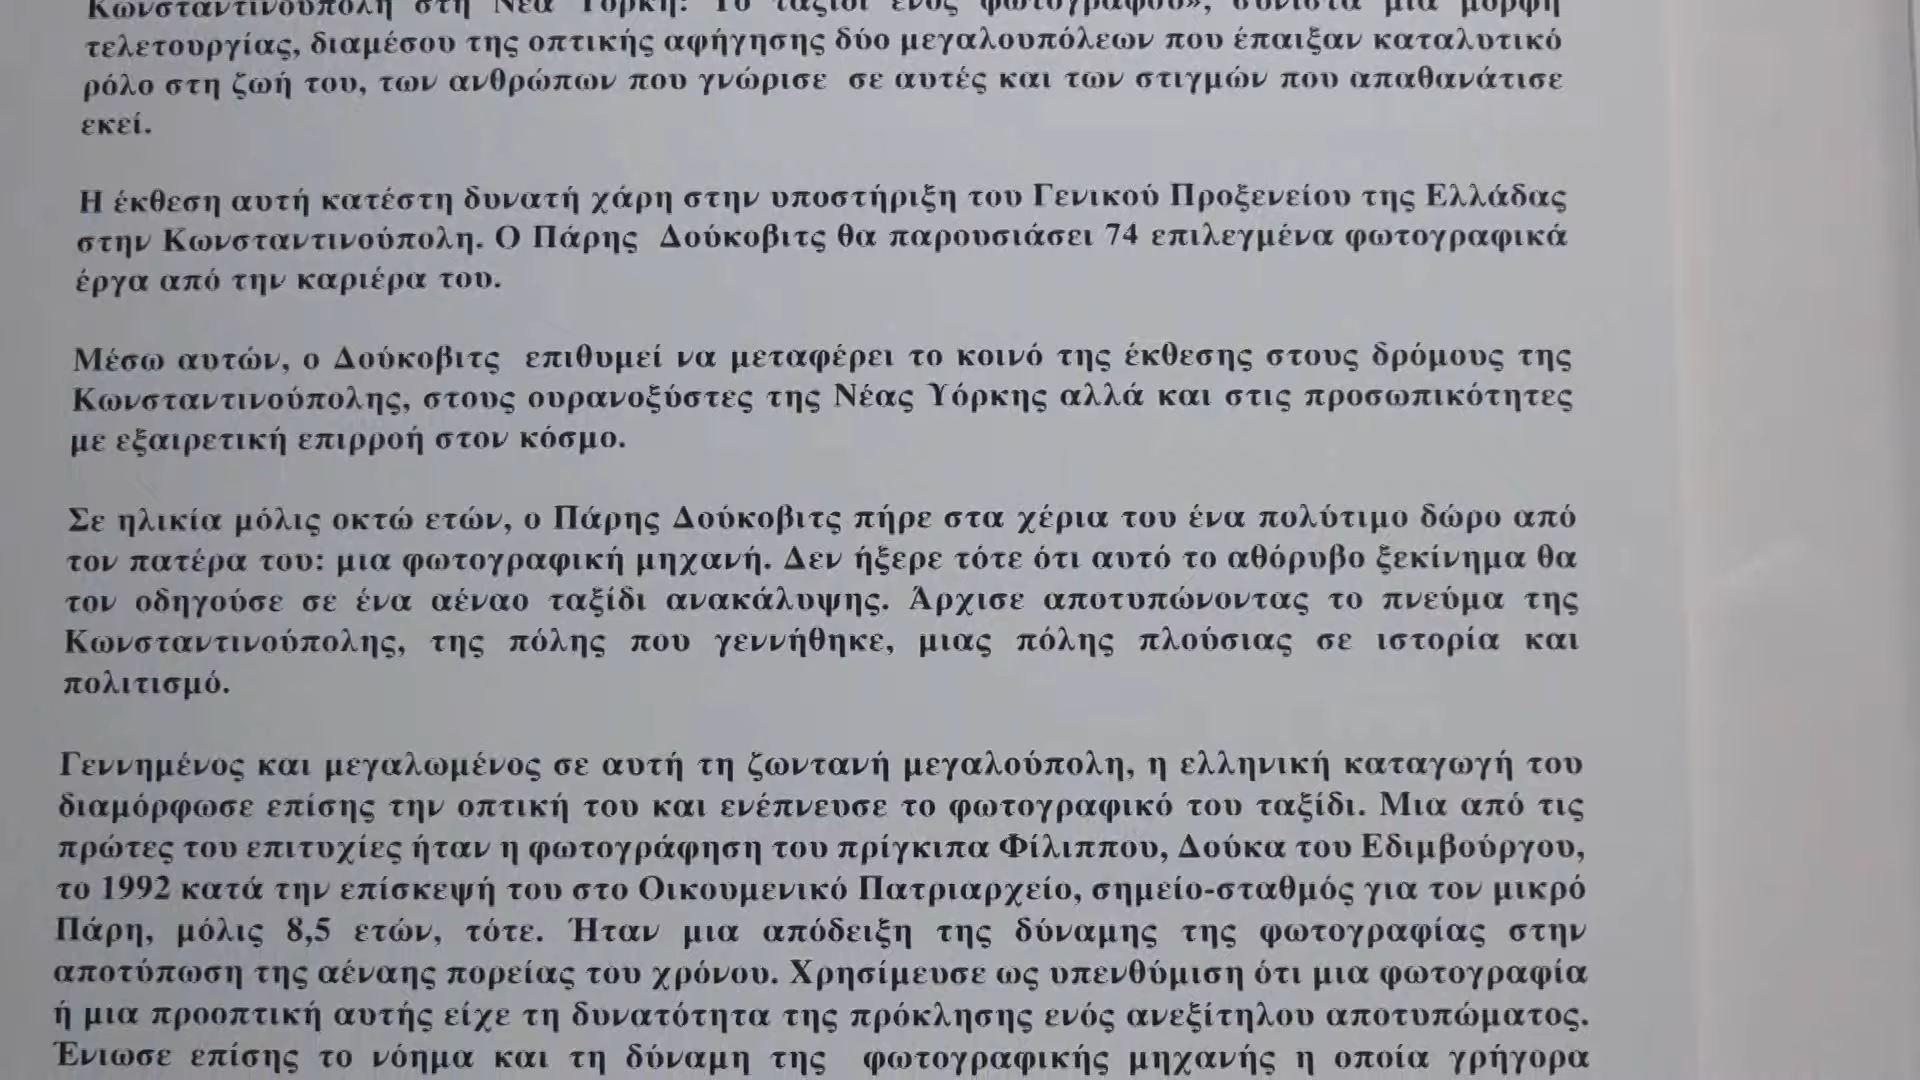 Κωνσταντινούπολη στη Νέα Υόρκη: Το ταξίδι ενός φωτογράφου», συνιστά μια μορφή
τελετουργίας, διαμέσου της οπτικής αφήγησης δύο μεγαλουπόλεων που έπαιξαν καταλυτικό
ρόλο στη ζωή του, των ανθρώπων που γνώρισε σε αυτές και των στιγμών που απαθανάτισε
εκεί.
Η έκθεση αυτή κατέστη δυνατή χάρη στην υποστήριξη του Γενικού Προξενείου της Ελλάδας
στην Κωνσταντινούπολη. Ο Πάρης Δούκοβιτς θα παρουσιάσει 74 επιλεγμένα φωτογραφικά
έργα από την καριέρα του.
Μέσω αυτών, ο Δούκοβιτς επιθυμεί να μεταφέρει το κοινό της έκθεσης στους δρόμους της
Κωνσταντινούπολης, στους ουρανοξύστες της Νέας Υόρκης αλλά και στις προσωπικότητες
με εξαιρετική επιρροή στον κόσμο.
Σε ηλικία μόλις οκτώ ετών, ο Πάρης Δούκοβιτς πήρε στα χέρια του ένα πολύτιμο δώρο από
τον πατέρα του: μια φωτογραφική μηχανή. Δεν ήξερε τότε ότι αυτό το αθόρυβο ξεκίνημα θα
τον οδηγούσε σε ένα αέναο ταξίδι ανακάλυψης. Άρχισε αποτυπώνοντας το πνεύμα της
Κωνσταντινούπολης, της πόλης που γεννήθηκε, μιας πόλης πλούσιας σε ιστορία και
πολιτισμό.
Γεννημένος και μεγαλωμένος σε αυτή τη ζωντανή μεγαλούπολη, η ελληνική καταγωγή του
διαμόρφωσε επίσης την οπτική του και ενέπνευσε το φωτογραφικό του ταξίδι. Μια από τις
πρώτες του επιτυχίες ήταν η φωτογράφηση του πρίγκιπα Φίλιππου, Δούκα του Εδιμβούργου,
το 1992 κατά την επίσκεψή του στο Οικουμενικό Πατριαρχείο, σημείο-σταθμός για τον μικρό
Πάρη, μόλις 8,5 ετών, τότε. Ήταν μια απόδειξη της δύναμης της φωτογραφίας στην
αποτύπωση της αέναης πορείας του χρόνου. Χρησίμευσε ως υπενθύμιση ότι μια φωτογραφία
ή μια προοπτική αυτής είχε τη δυνατότητα της πρόκλησης ενός ανεξίτηλου αποτυπώματος.
Ένιωσε επίσης το νόημα και τη δύναμη της φωτογραφικής μηχανής η οποία γρήγορα